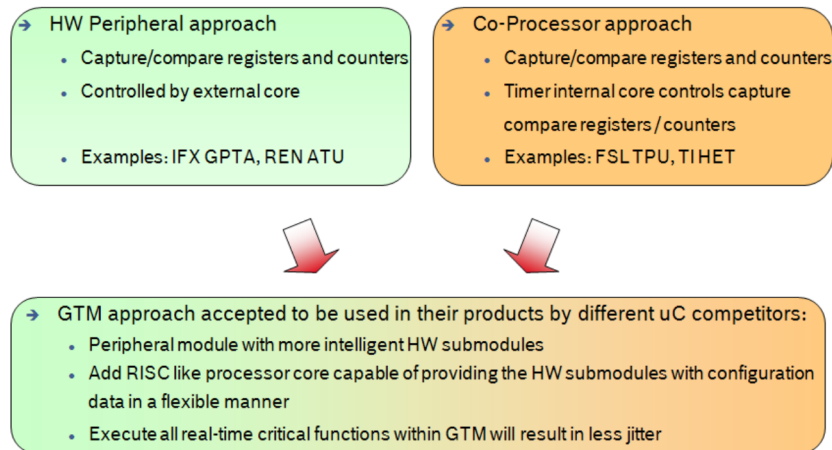 HW Peripheral approach
Capture/compare registers and counters
Controlled by external core
Examples: IFX GPTA, REN ATU
Co-Processor approach
Capture/compare registers and counters
Timer internal core controls capture
compare registers / counters
Examples: FSL TPU, TI HET
GTM approach accepted to be used in their products by different uC competitors:
Peripheral module with more intelligent HW submodules
Add RISC like processor core capable of providing the HW submodules with configuration
data in a flexible manner
Execute all real-time critical functions within GTM will result in less jitter